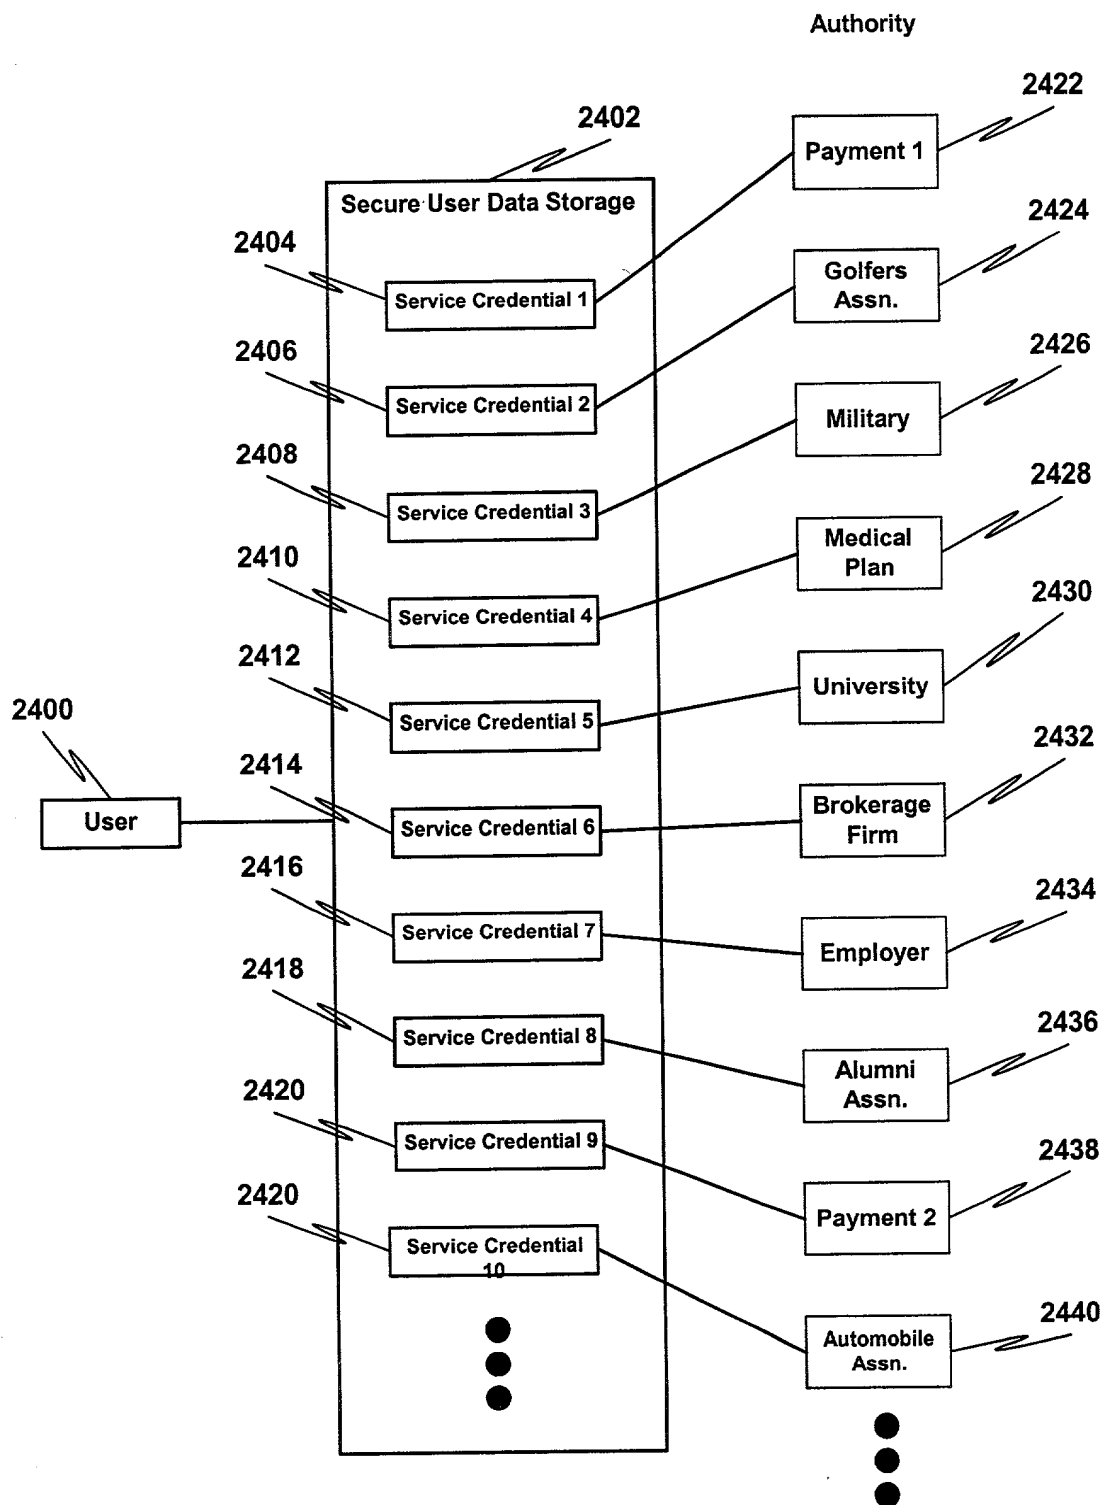 Authority
2422
2402
Payment 1
Secure User Data Storage
2424
2404
Golfers
Assn.
Service Credential 1
2426
2406
Service Credential 2
Military
2408
2428
Service Credential 3
Medical
Plan
2410
2430
Service Credential 4
2412
University
2400
Service Credential 5
2432
2414
Brokerage
Firm
User
Service Credential 6
2416
2434
Service Credential 7
Employer
2418
2436
Service Credential 8
Alumni
Assn.
2420
2438
Service Credential 9
2420
Payment 2
Service Credential
10
2440
Automobile
Assn.